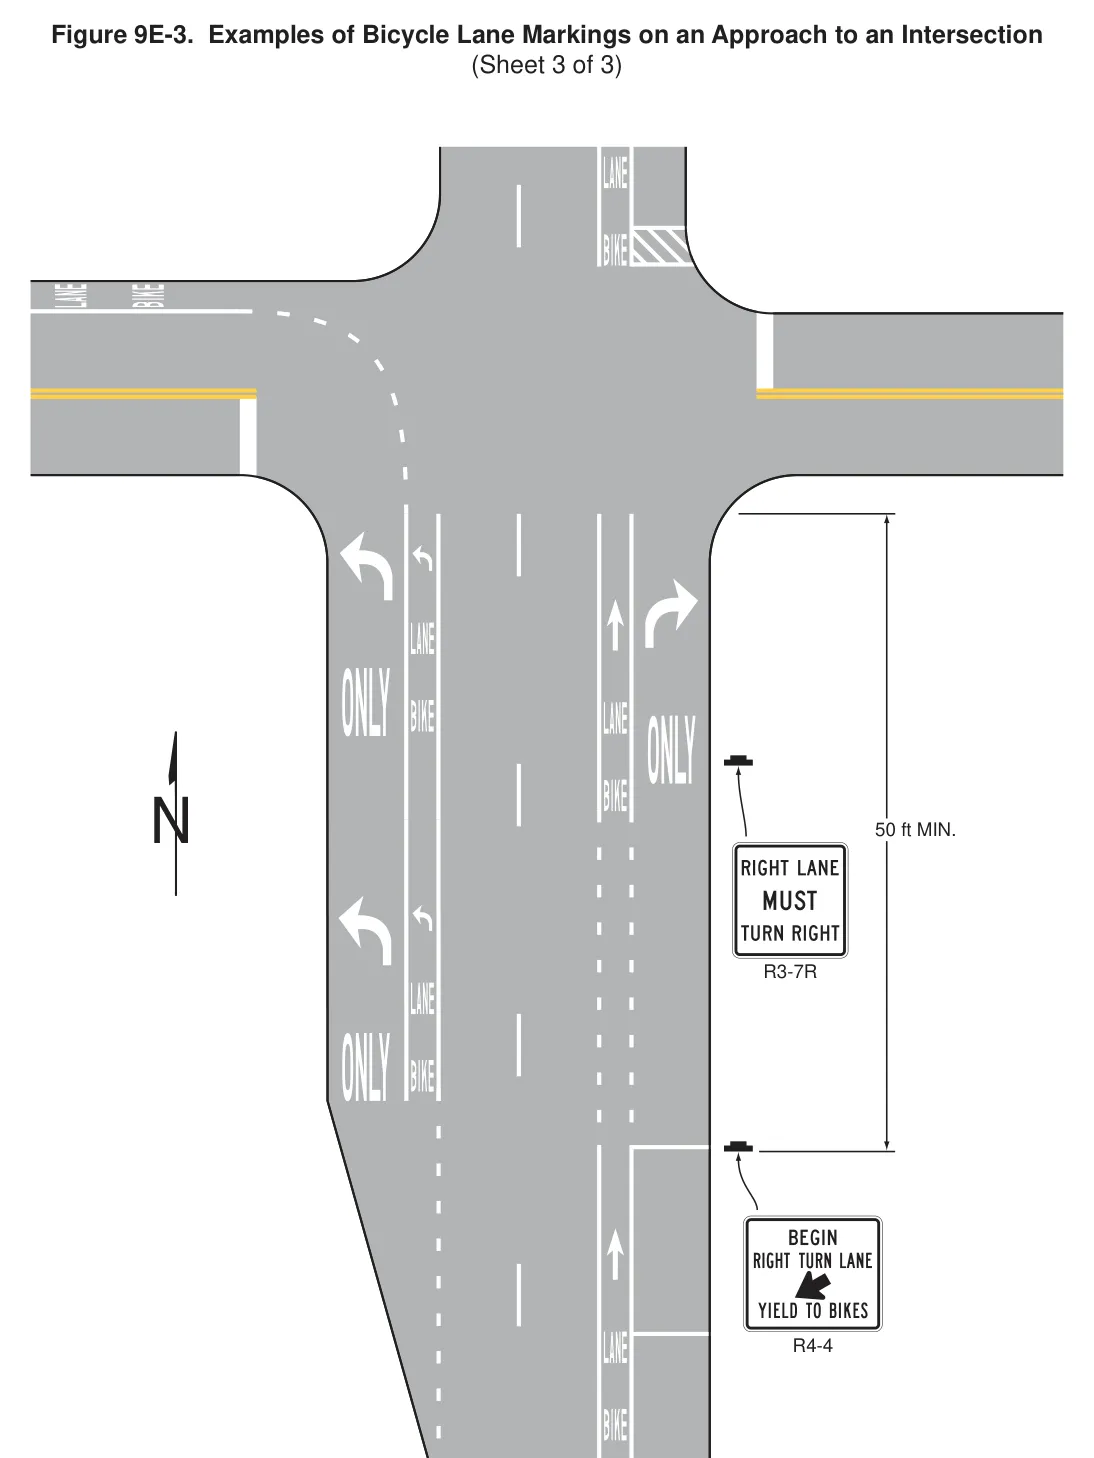 Figure 9E-3. Examples of Bicycle Lane Markings on an Approach to an Intersection
(Sheet 3 of 3)
LANE
BIKE
LANE
BIKE
LANE
BIKE
ONLY
LANE
BIKE
ONLY
N
50 ft MIN.
RIGHT LANE
MUST
TURN RIGHT
R3-7R
LANE
BIKE
ONLY
BEGIN
RIGHT TURN LANE
YIELD TO BIKES
R4-4
LANE
BIKE